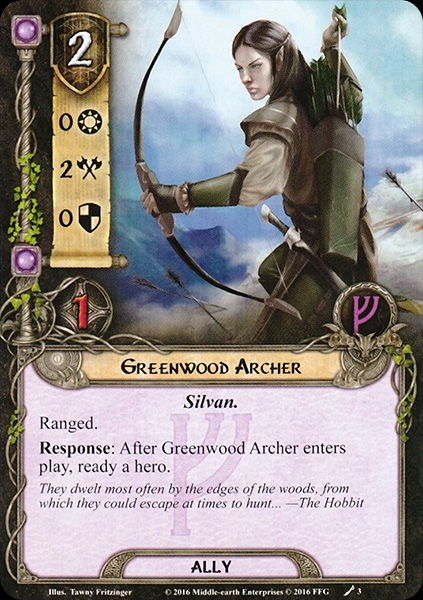 2
0
2
0
1
GREENWOOD ARCHER
Silvan.
Ranged.
Response: After Greenwood Archer enters
play, ready a hero.
They dwelt most often by the edges of the woods, from
which they could escape at times to hunt... —The Hobbit
ALLY
Illus. Tawny Fritzinger © 2016 Middle-earth Enterprises © 2016 FFG 3